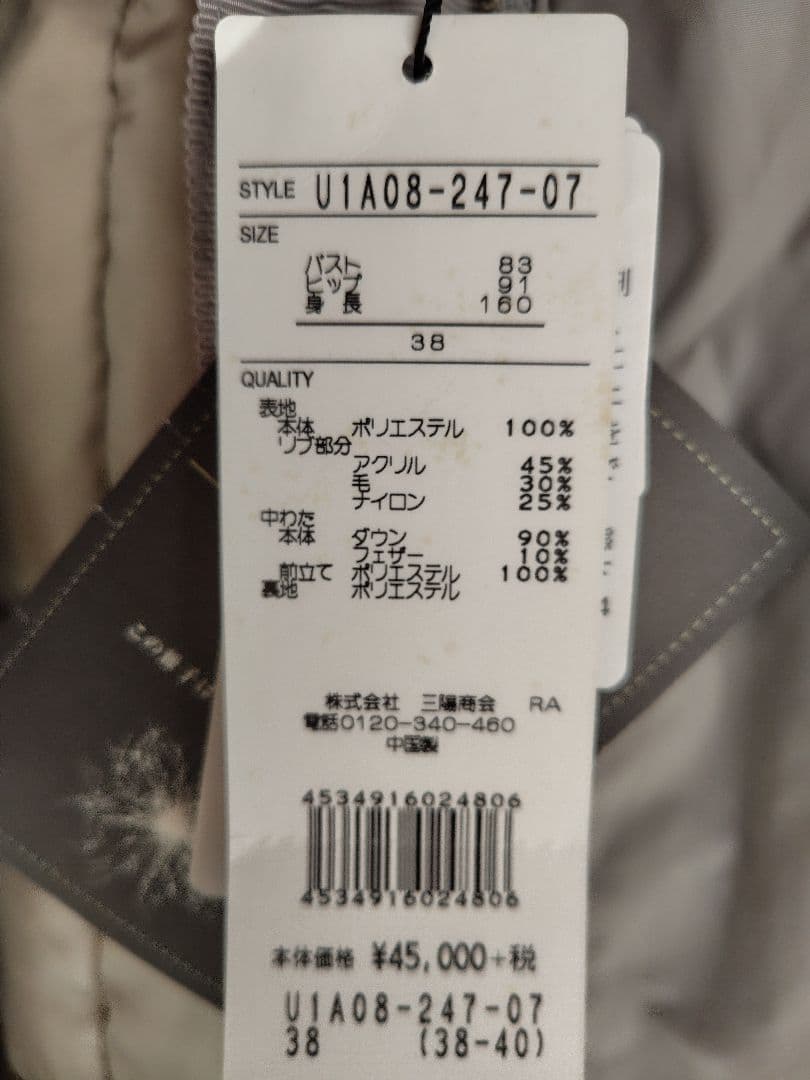 STYLE U1A08-247-07
SIZE
バスト 83
ヒップ 91
身長 160
38
QUALITY
表地
本体 ポリエステル 100%
リブ部分
アクリル 45%
毛 30%
ナイロン 25%
中わた
本体 ダウン 90%
フェザー 10%
前立て ポリエステル 100%
裏地 ポリエステル
株式会社 三陽商会 RA
電話0120-340-460
中国製
4534916024806
4534916024806
本体価格 ¥45,000+税
U1A08-247-07
38 (38-40)
この